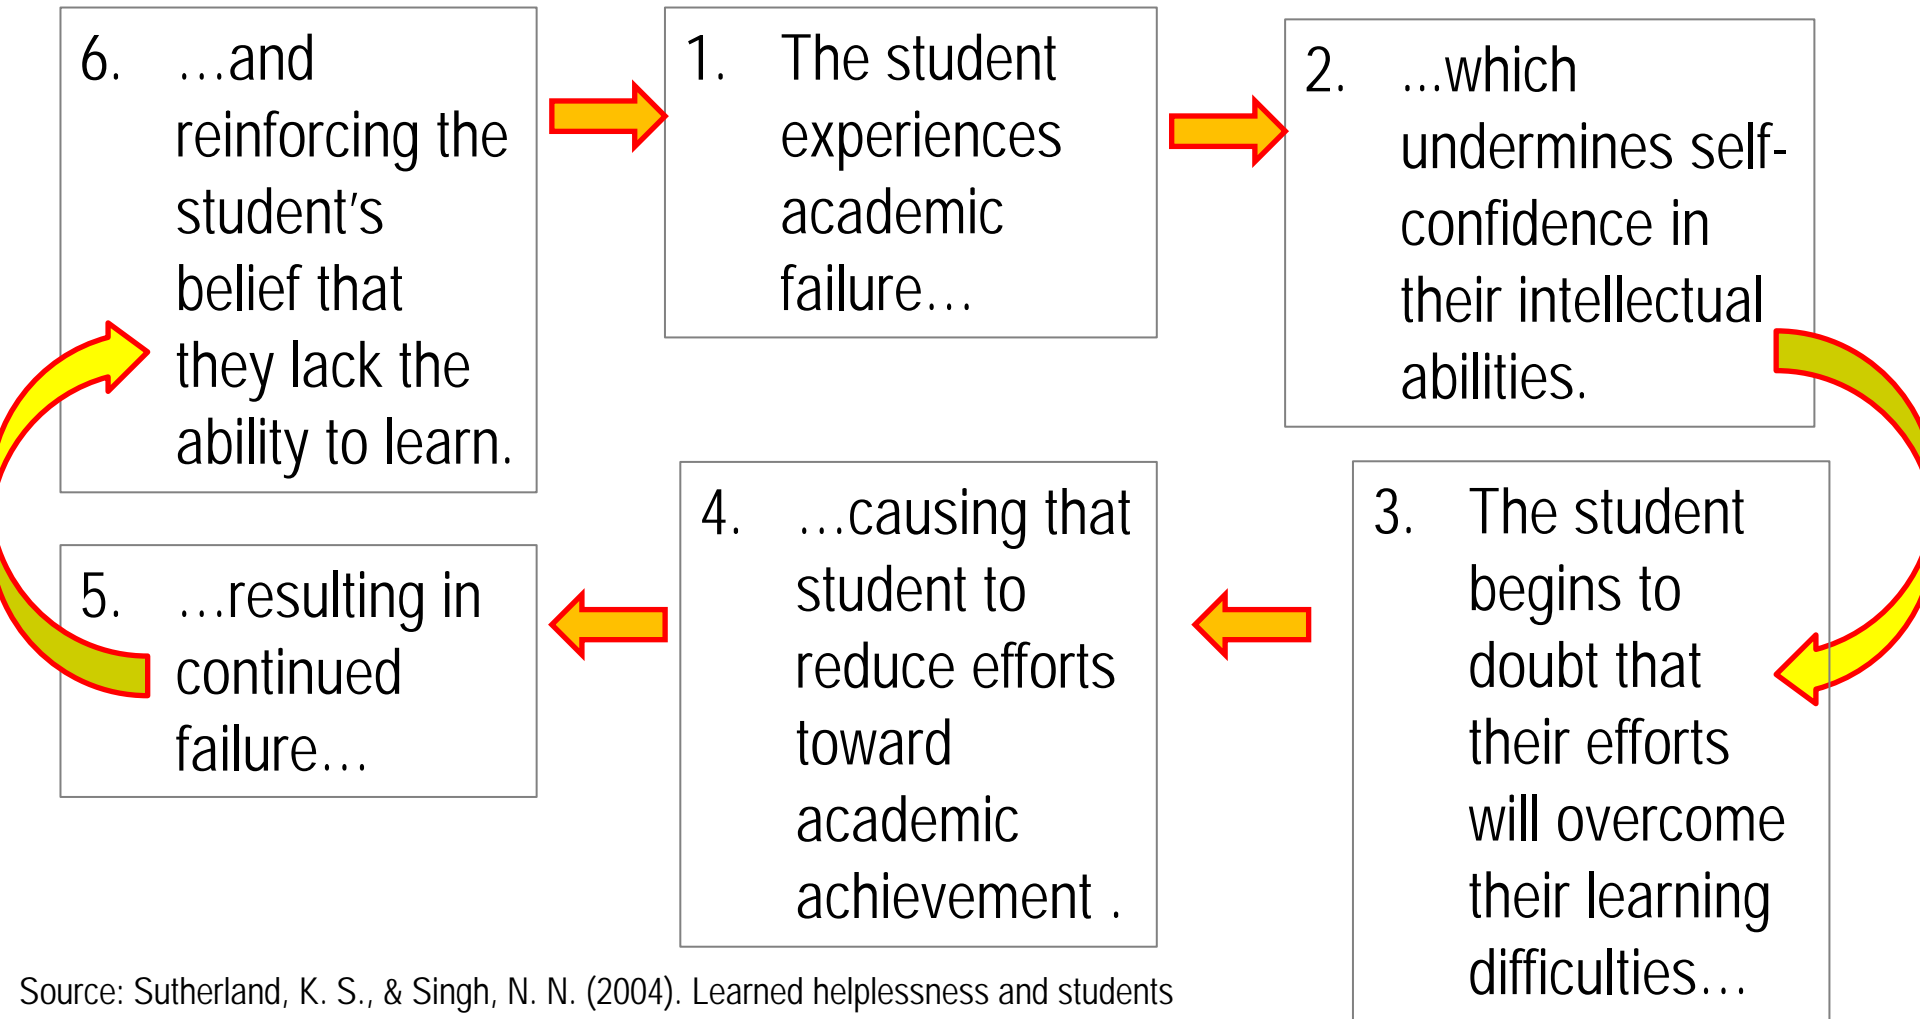 6. …and
reinforcing the
student's
belief that
they lack the
ability to learn.
1. The student
experiences
academic
failure…
2. …which
undermines self-
confidence in
their intellectual
abilities.
5. …resulting in
continued
failure…
4. …causing that
student to
reduce efforts
toward
academic
achievement .
3. The student
begins to
doubt that
their efforts
will overcome
their learning
difficulties…
Source: Sutherland, K. S., & Singh, N. N. (2004). Learned helplessness and students